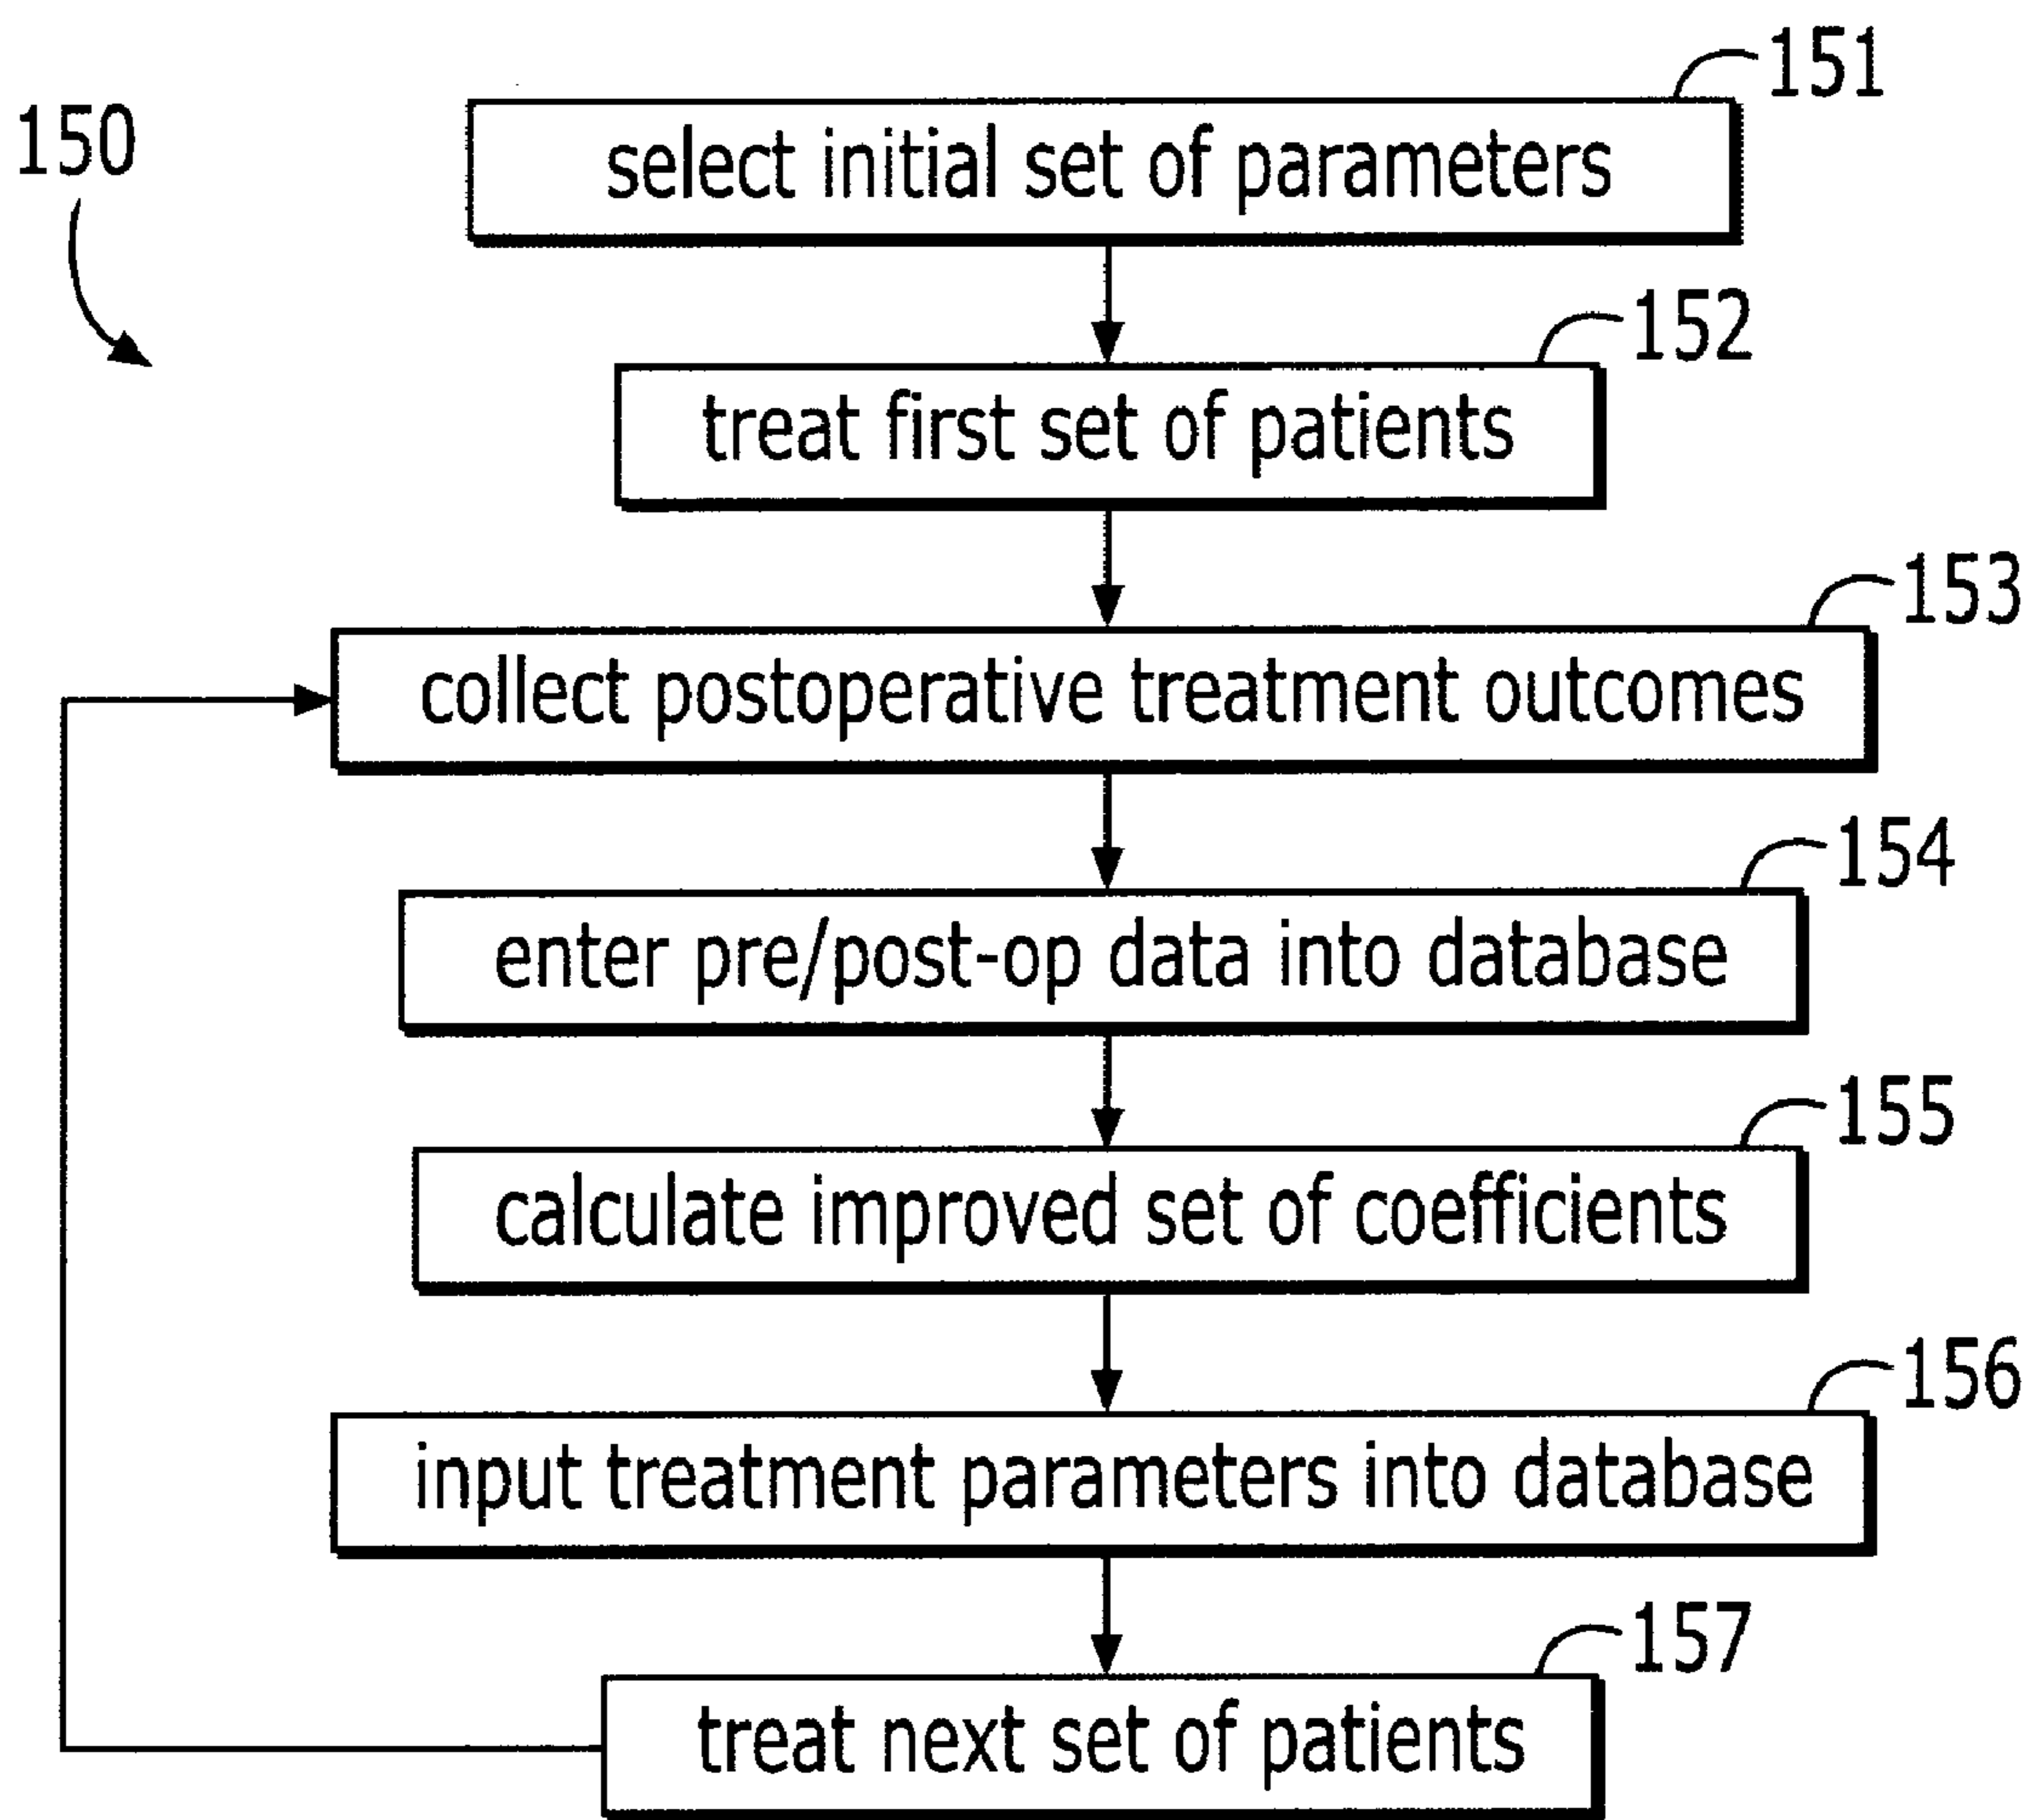 150
151
select initial set of parameters
152
treat first set of patients
153
collect postoperative treatment outcomes
154
enter pre/post-op data into database
155
calculate improved set of coefficients
156
input treatment parameters into database
157
treat next set of patients